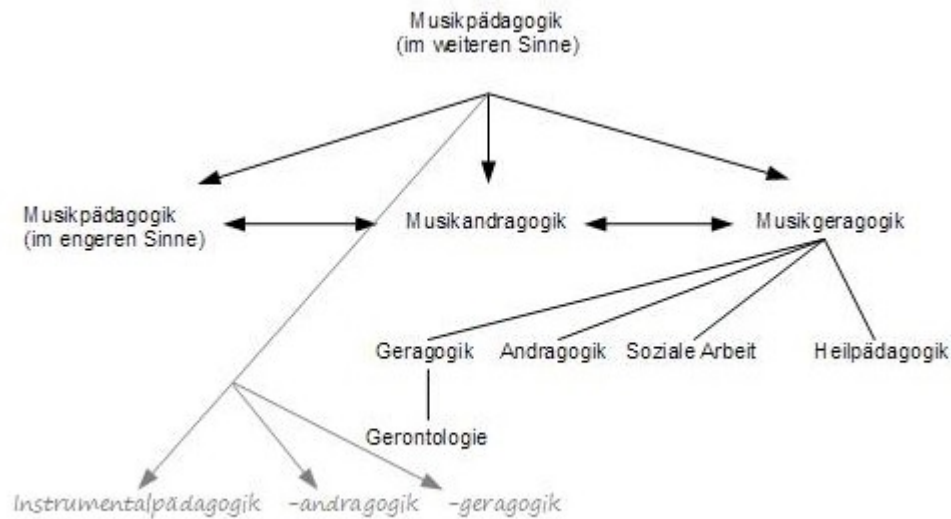 Musikpädagogik
(im weiteren Sinne)
Musikpädagogik
(im engeren Sinne)
Musikandragogik
Musikgeragogik
Geragogik
Andragogik
Soziale Arbeit
Heilpädagogik
Gerontologie
Instrumentalpädagogik
-andragogik
-geragogik